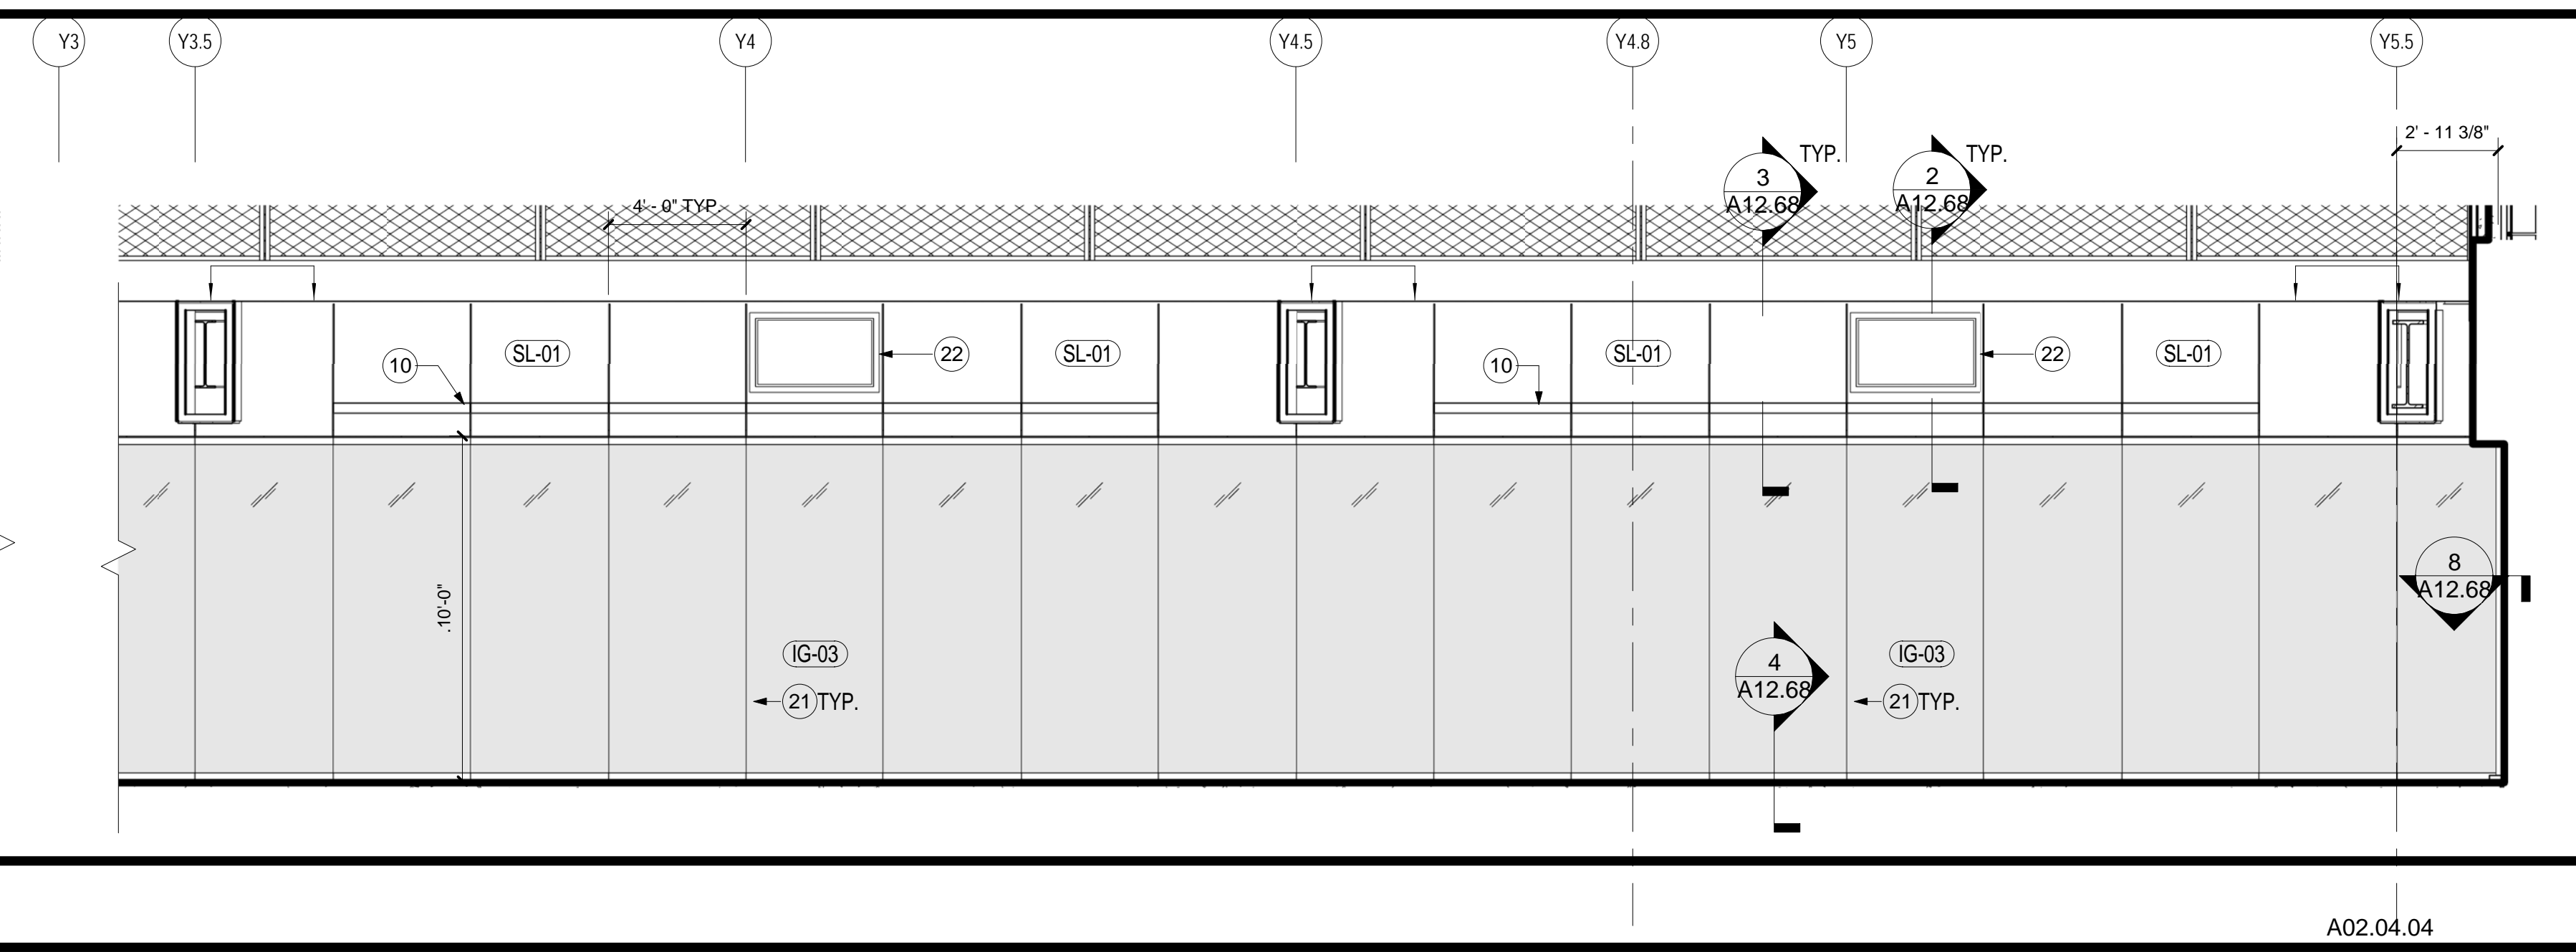 Y3 Y3.5 Y4 Y4.5 Y4.8 Y5 Y5.5
2' - 11 3/8"
3 TYP.
A12.68
2 TYP.
A12.68
4' - 0" TYP.
SL-01 SL-01 SL-01 SL-01
10 22 10 22
.10'-0"
8
A12.68
IG-03 IG-03
4
A12.68
21 TYP. 21 TYP.
A02.04.04